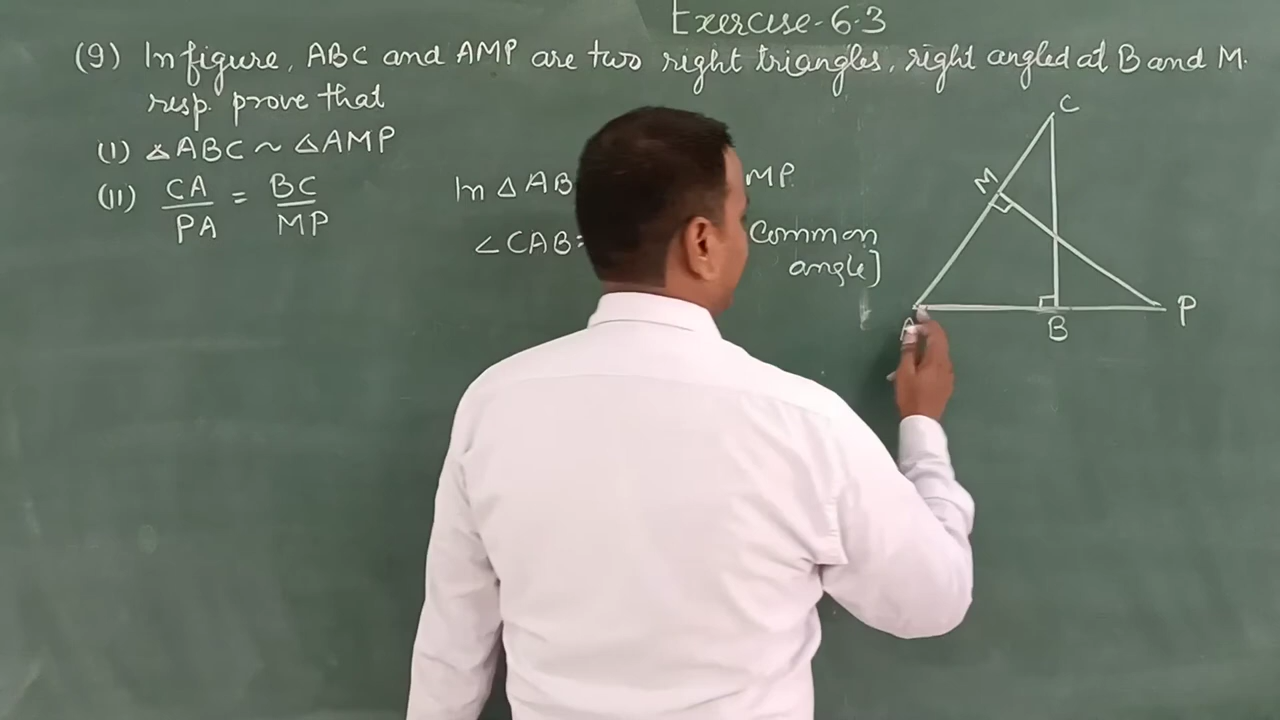 Exercise-6.3
(9) In figure, ABC and AMP are two right triangles, right angled at B and M.
resp. prove that
(I) △ABC ~ △AMP
(II) CA/PA = BC/MP
In △AB MP.
∠CAB= Common
angle]
C
M
A
B
P